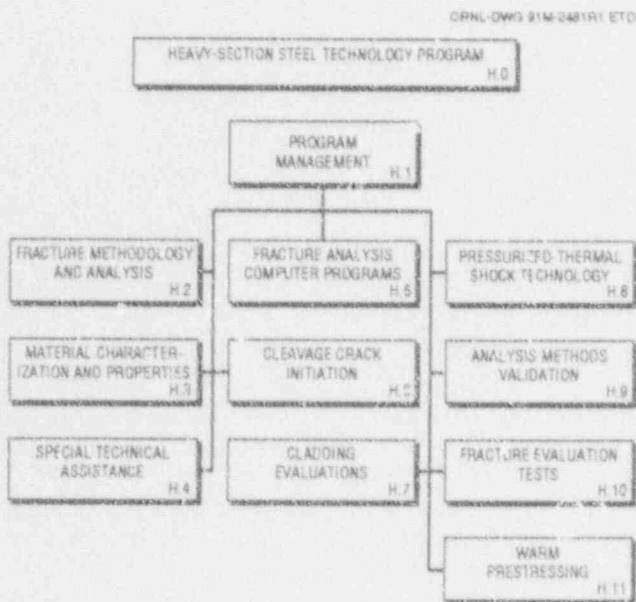 ORNL-DWG 91M-2481R1 ETD
HEAVY-SECTION STEEL TECHNOLOGY PROGRAM
H.0
PROGRAM
MANAGEMENT
H.1
FRACTURE METHODOLOGY
AND ANALYSIS
H.2
FRACTURE ANALYSIS
COMPUTER PROGRAMS
H.5
PRESSURIZED-THERMAL
SHOCK TECHNOLOGY
H.8
MATERIAL CHARACTER-
IZATION AND PROPERTIES
H.3
CLEAVAGE CRACK
INITIATION
ANALYSIS METHODS
VALIDATION
H.9
SPECIAL TECHNICAL
ASSISTANCE
H.4
CLADDING
EVALUATIONS
H.7
FRACTURE EVALUATION
TESTS
H.10
WARM
PRESTRESSING
H.11